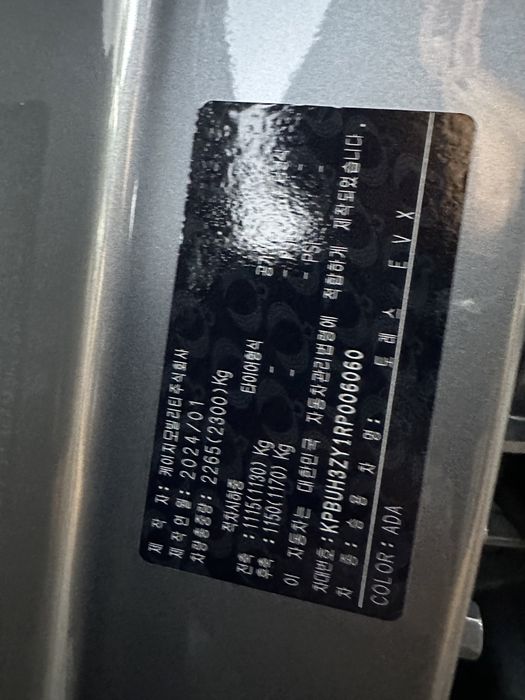 제 작 자 : 케이지모빌리티주식회사
제작연월 : 2024/01
차량총중량 : 2265(2300)Kg
적차시하중 타이어형식
전축 : 1115(1130)Kg -
후축 : 1150(1170)Kg - - PSI -
이 자동차는 대한민국 자동차관리법령에 적합하게 제작되었습니다.
차대번호 : KPBUH3ZY1RP006060
차 종 : 승 용 차 명 : 토레스 EVX
COLOR : ADA